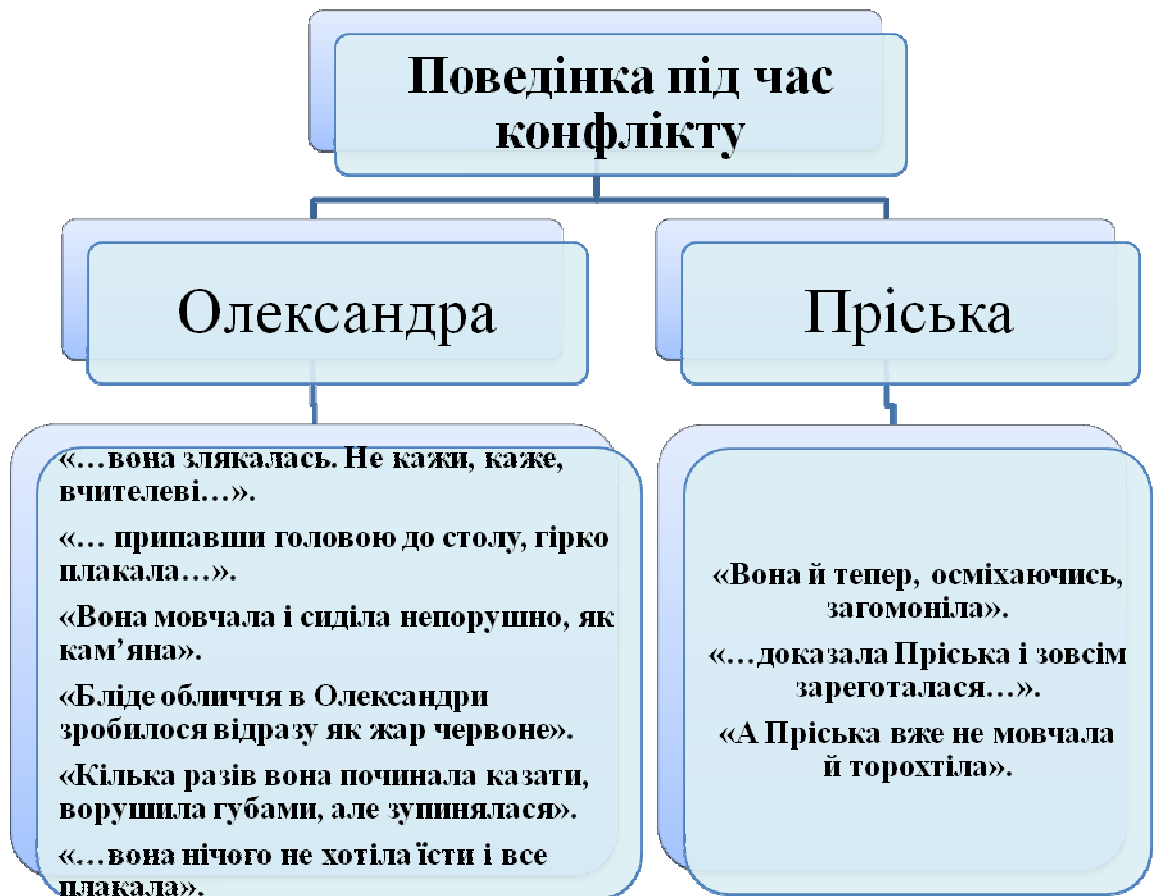 Поведінка під час
конфлікту
Олександра
Пріська
«…вона злякалась. Не кажи, каже,
вчителеві…».
«… припавши головою до столу, гірко
плакала…».
«Вона мовчала і сиділа непорушно, як
кам’яна».
«Бліде обличчя в Олександри
зробилося відразу як жар червоне».
«Кілька разів вона починала казати,
ворушила губами, але зупинялася».
«…вона нічого не хотіла їсти і все
плакала».
«Вона й тепер, осміхаючись,
загомоніла».
«…доказала Пріська і зовсім
зареготалася…».
«А Пріська вже не мовчала
й торохтіла».